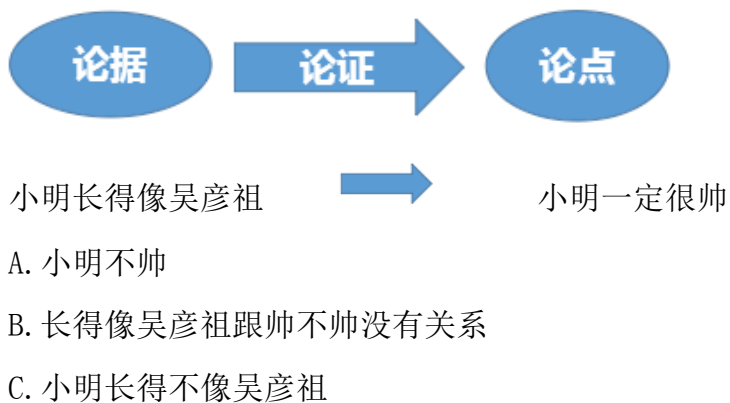 论据 论证 论点
小明长得像吴彦祖 小明一定很帅
A.小明不帅
B.长得像吴彦祖跟帅不帅没有关系
C.小明长得不像吴彦祖